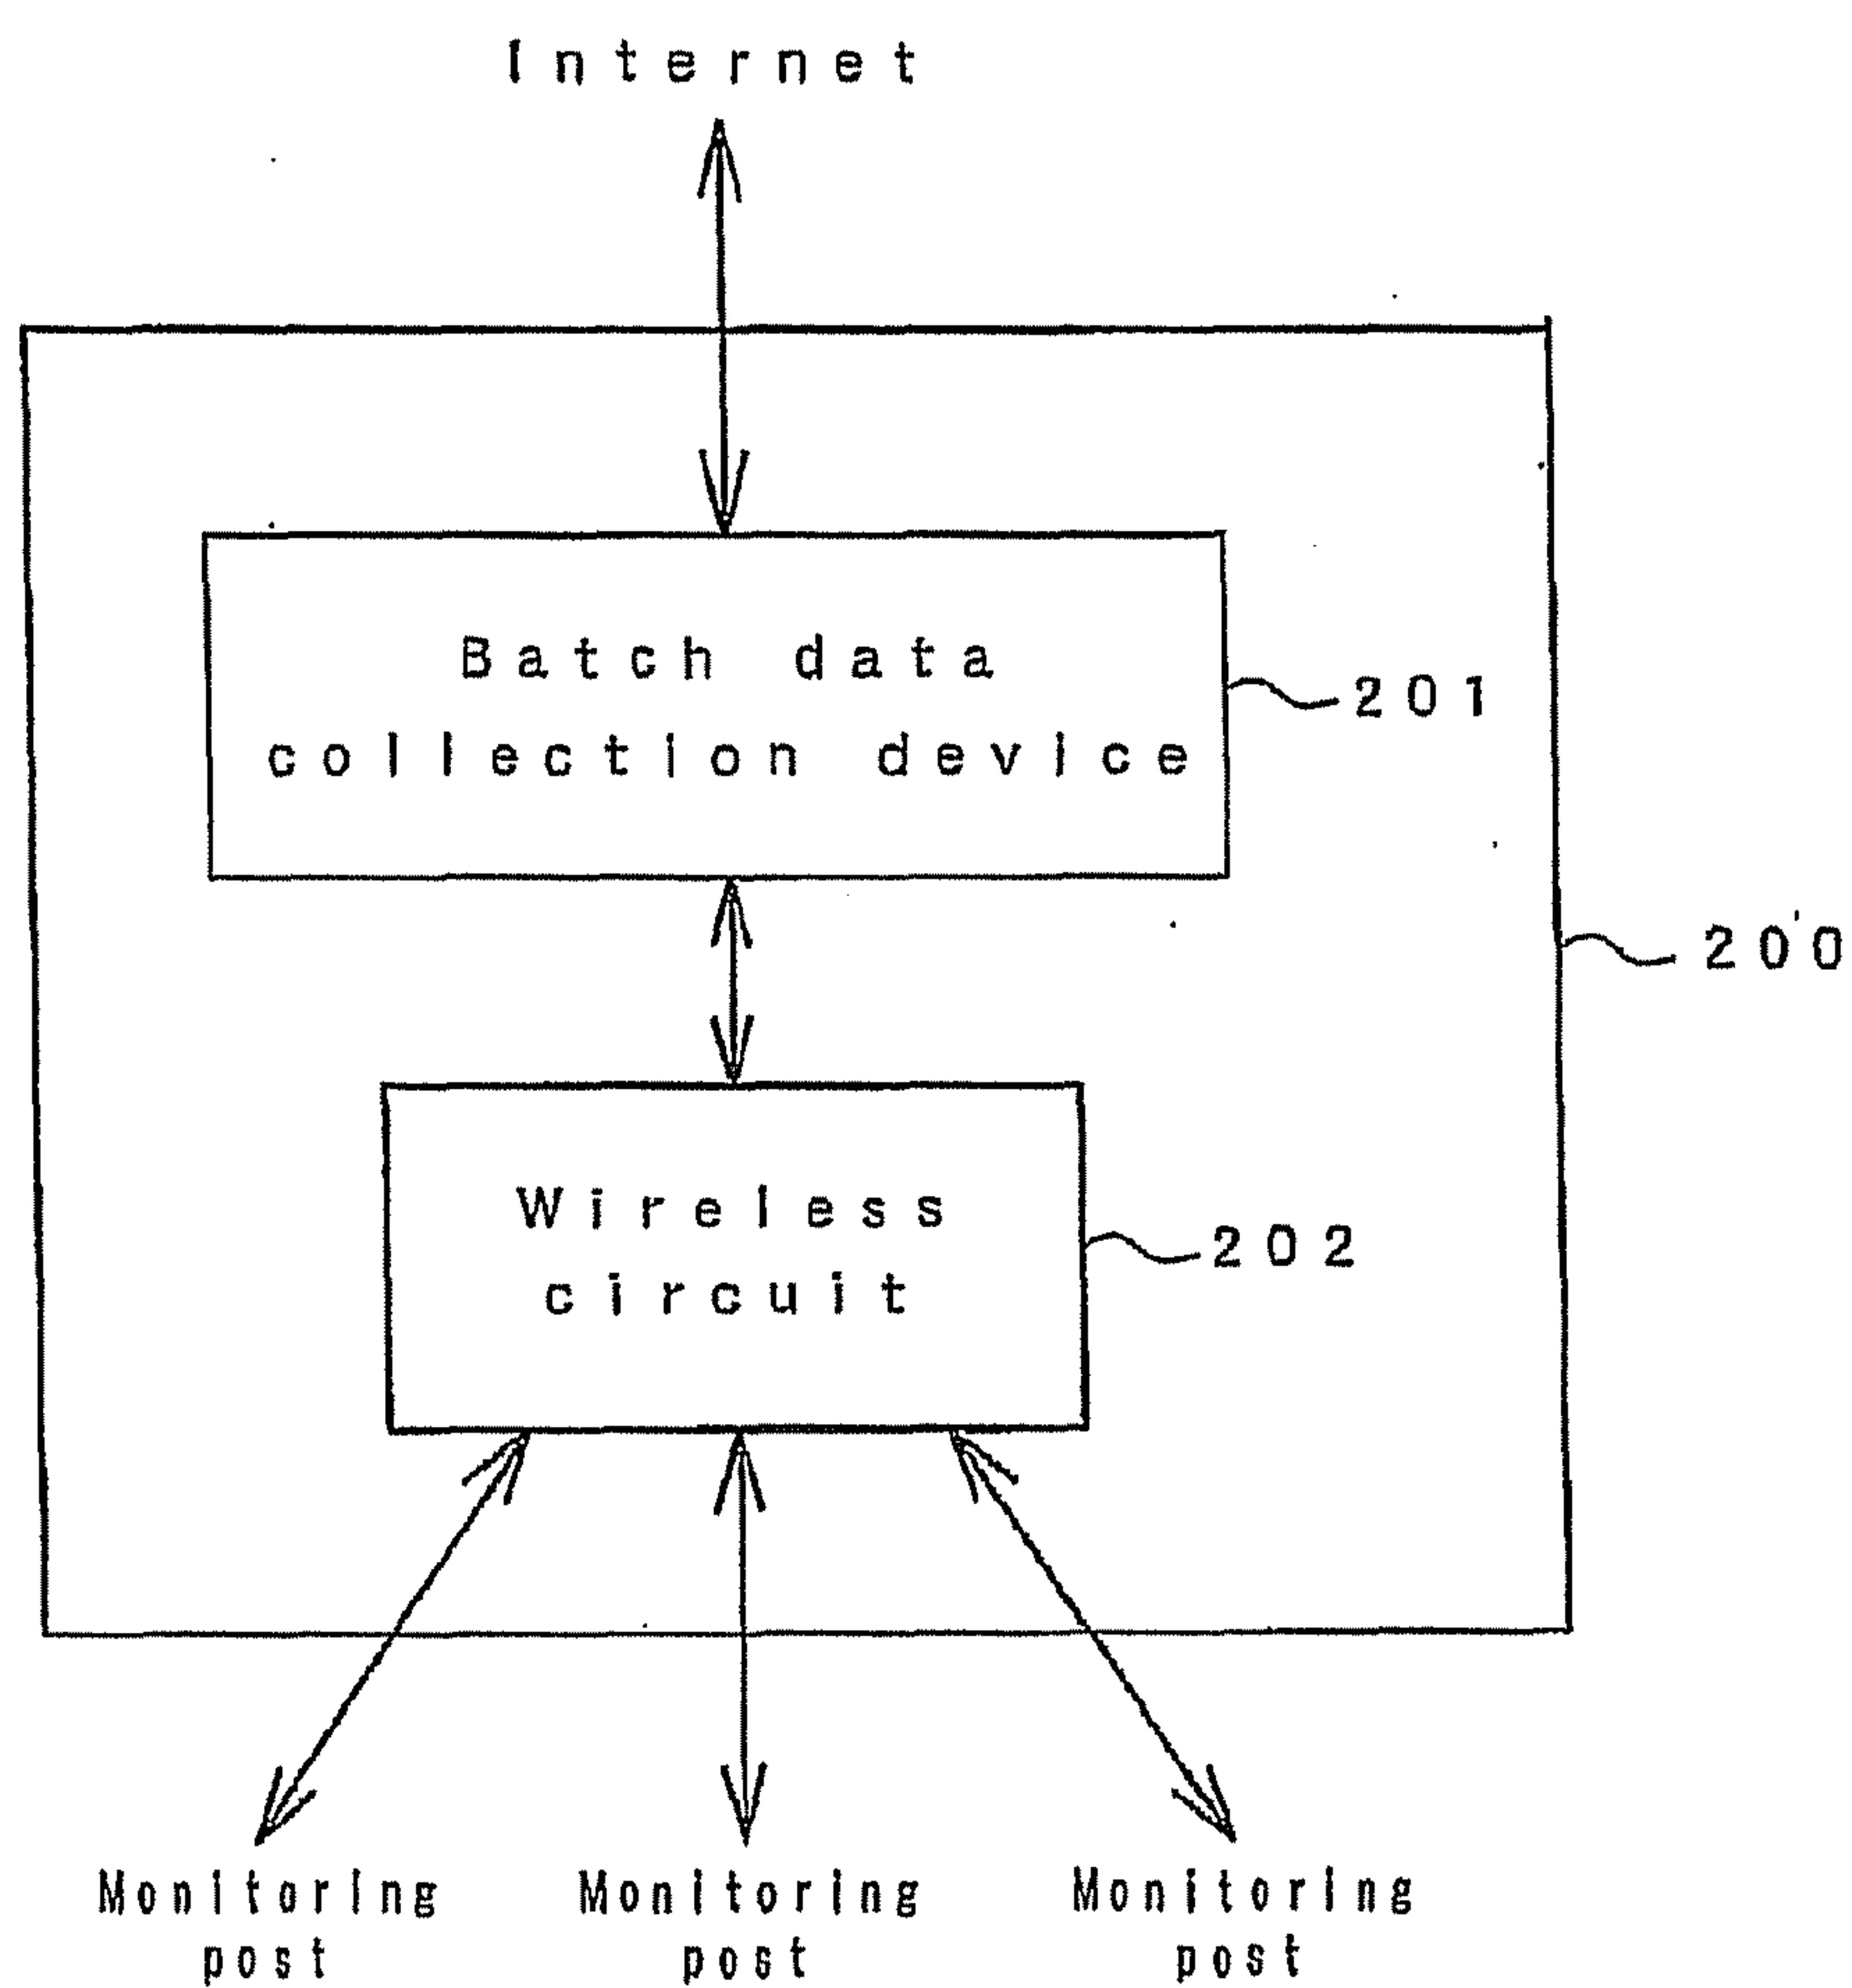 Internet
Batch data
collection device
201
200
Wireless
circuit
202
Monitoring
post
Monitoring
post
Monitoring
post